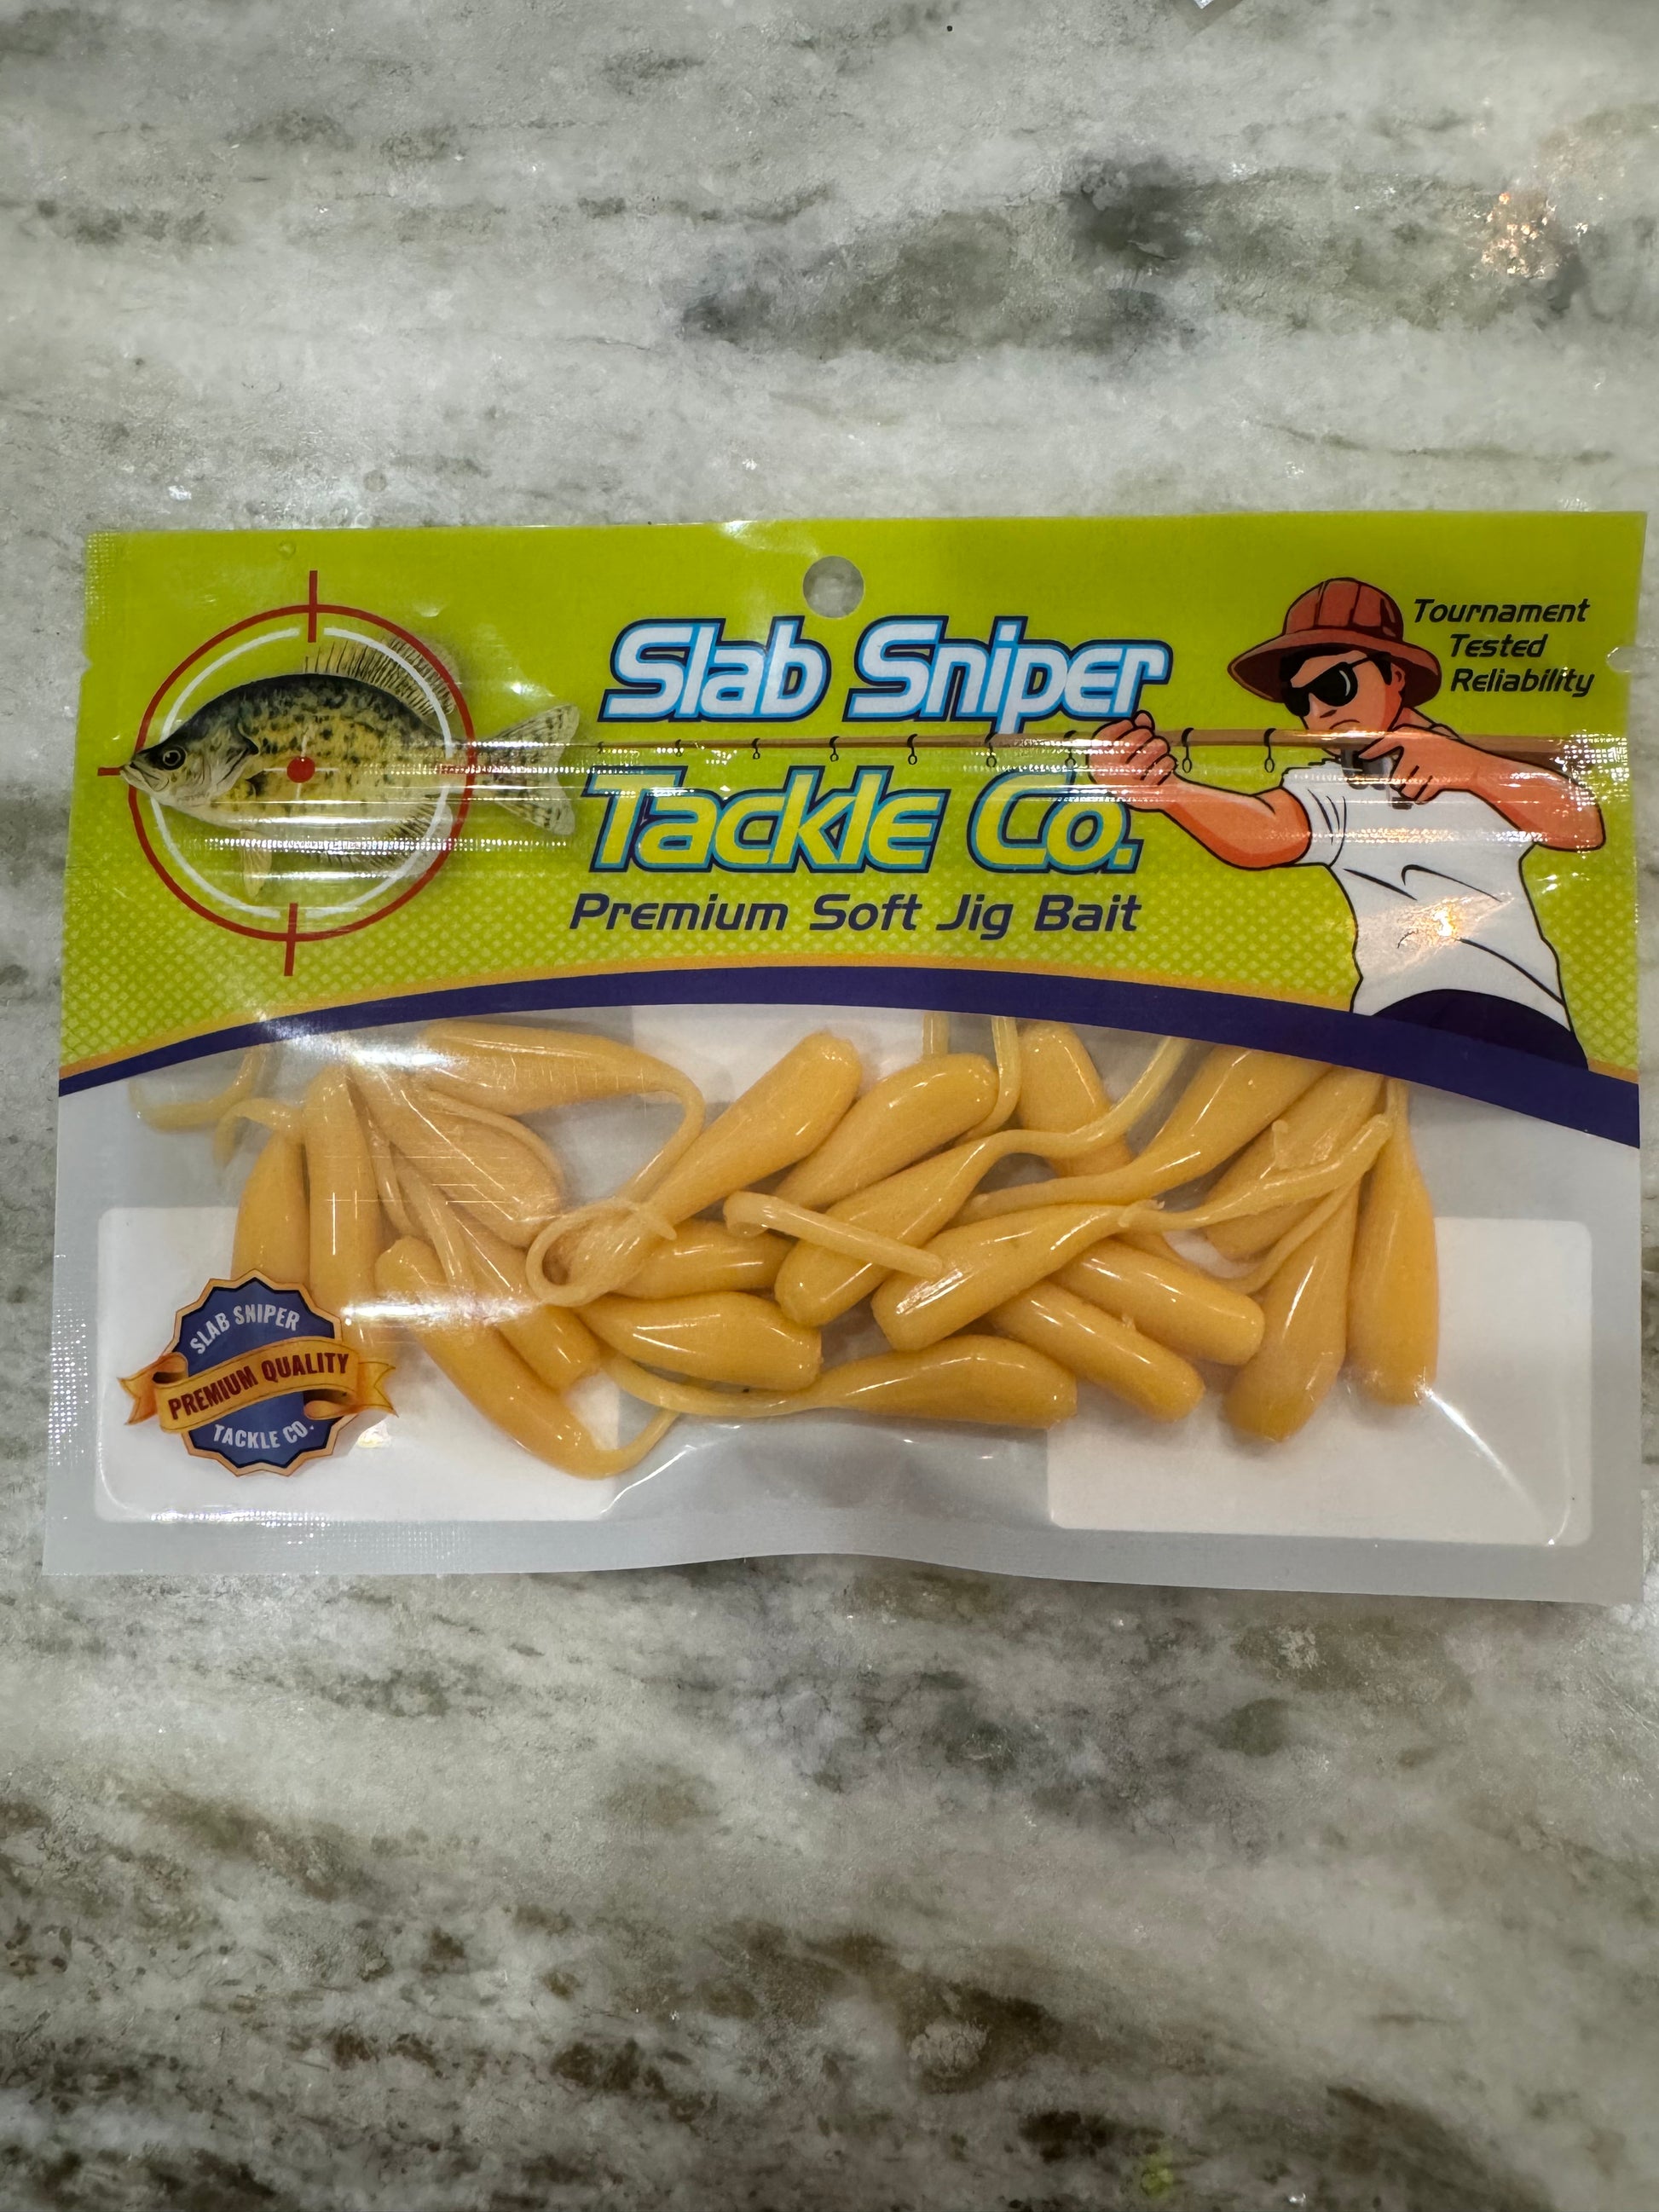 Slab Sniper
Tackle Co.
Premium Soft Jig Bait
Tournament
Tested
Reliability
SLAB SNIPER
PREMIUM QUALITY
TACKLE CO.